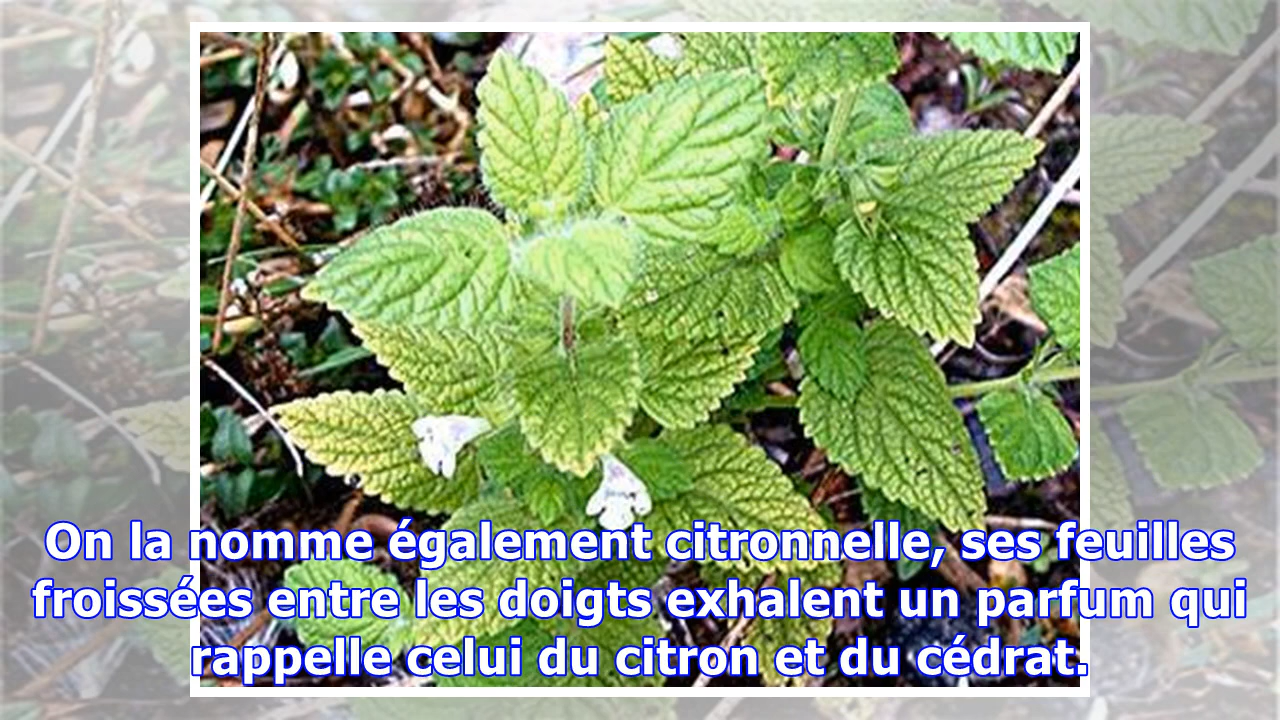 On la nomme également citronnelle, ses feuilles
froissées entre les doigts exhalent un parfum qui
rappelle celui du citron et du cédrat.